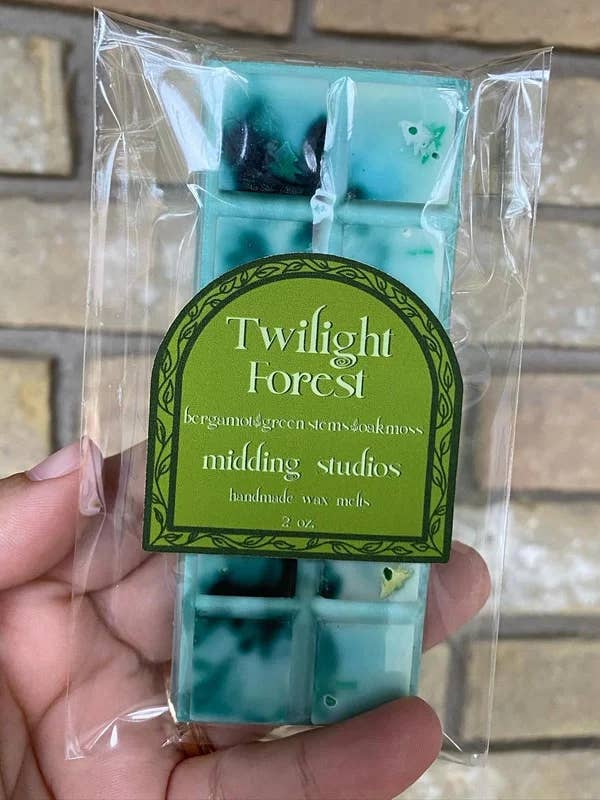 Twilight
Forest
bergamot&green stems&oakmoss
midding studios
handmade wax melts
2 oz.